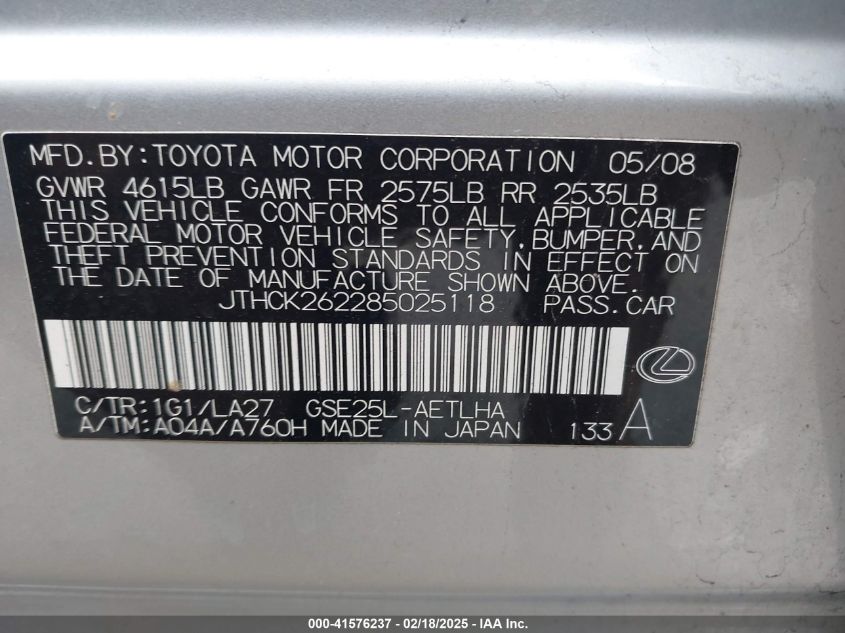 MFD.BY:TOYOTA MOTOR CORPORATION 05/08
GVWR 4615LB GAWR FR 2575LB RR 2535LB
THIS VEHICLE CONFORMS TO ALL APPLICABLE
FEDERAL MOTOR VEHICLE SAFETY,BUMPER,AND
THEFT PREVENTION STANDARDS IN EFFECT ON
THE DATE OF MANUFACTURE SHOWN ABOVE.
JTHCK262285025118 PASS.CAR
C/TR:1G1/LA27 GSE25L-AETLHA
A/TM:A04A/A760H MADE IN JAPAN 133 A
000-41576237 - 02/18/2025 - IAA Inc.